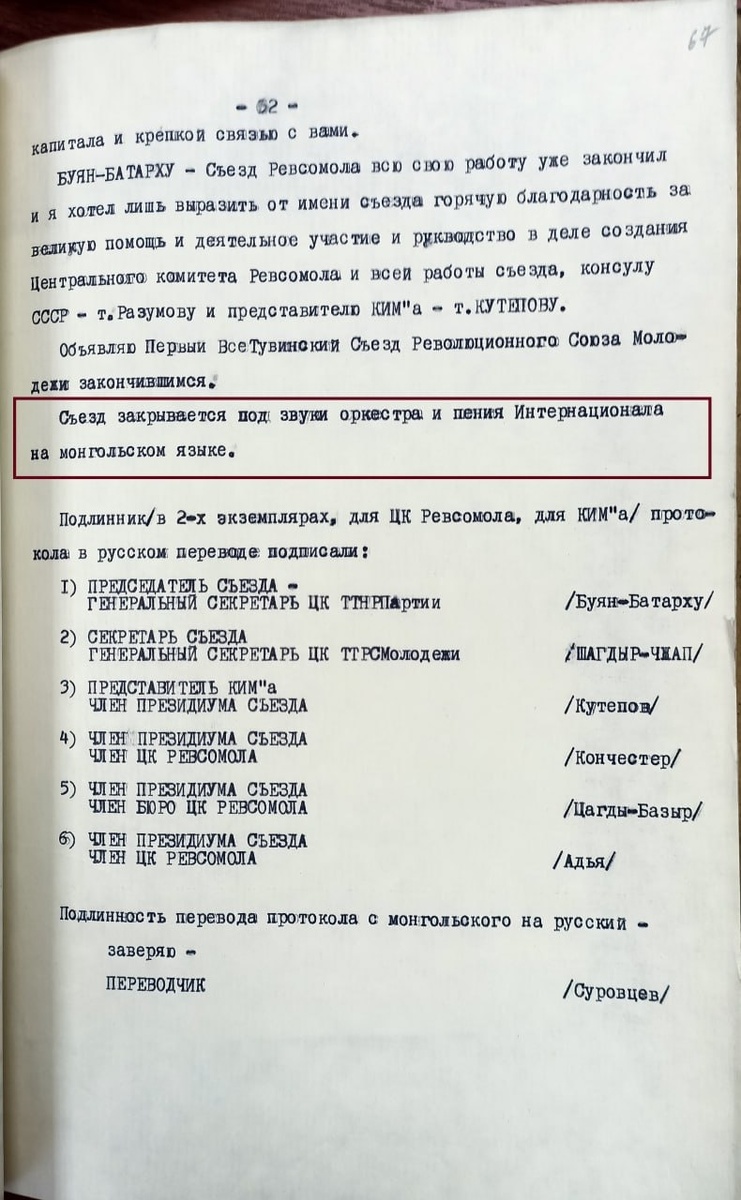 67
- 62 -
капитала и крепкой связью с вами.
БУЯН-БАТАРХУ - Съезд Ревсомола всю свою работу уже закончил
и я хотел лишь выразить от имени съезда горячую благодарность за
великую помощь и деятельное участие и руководство в деле создания
Центрального комитета Ревсомола и всей работы съезда, консулу
СССР - т.Разумову и представителю КИМ"а - т.КУТЕПОВУ.
Объявляю Первый ВсеТувинский Съезд Революционного Союза Моло-
дежи закончившимся.
Съезд закрывается под звуки оркестра и пения Интернационала
на монгольском языке.
Подлинник/в 2-х экземплярах, для ЦК Ревсомола, для КИМ"а/ прото-
кола в русском переводе подписали:
1) ПРЕДСЕДАТЕЛЬ СЪЕЗДА -
ГЕНЕРАЛЬНЫЙ СЕКРЕТАРЬ ЦК ТТНРПартии /Буян-Батарху/
2) СЕКРЕТАРЬ СЪЕЗДА
ГЕНЕРАЛЬНЫЙ СЕКРЕТАРЬ ЦК ТТРСМолодежи /ШАГДЫР-ЧЖАП/
3) ПРЕДСТАВИТЕЛЬ КИМ"а
ЧЛЕН ПРЕЗИДИУМА СЪЕЗДА /Кутепов/
4) ЧЛЕН ПРЕЗИДИУМА СЪЕЗДА
ЧЛЕН ЦК РЕВСОМОЛА /Кончестер/
5) ЧЛЕН ПРЕЗИДИУМА СЪЕЗДА
ЧЛЕН БЮРО ЦК РЕВСОМОЛА /Цагды-Базыр/
6) ЧЛЕН ПРЕЗИДИУМА СЪЕЗДА
ЧЛЕН ЦК РЕВСОМОЛА /Адья/
Подлинность перевода протокола с монгольского на русский -
заверяю -
ПЕРЕВОДЧИК /Суровцев/